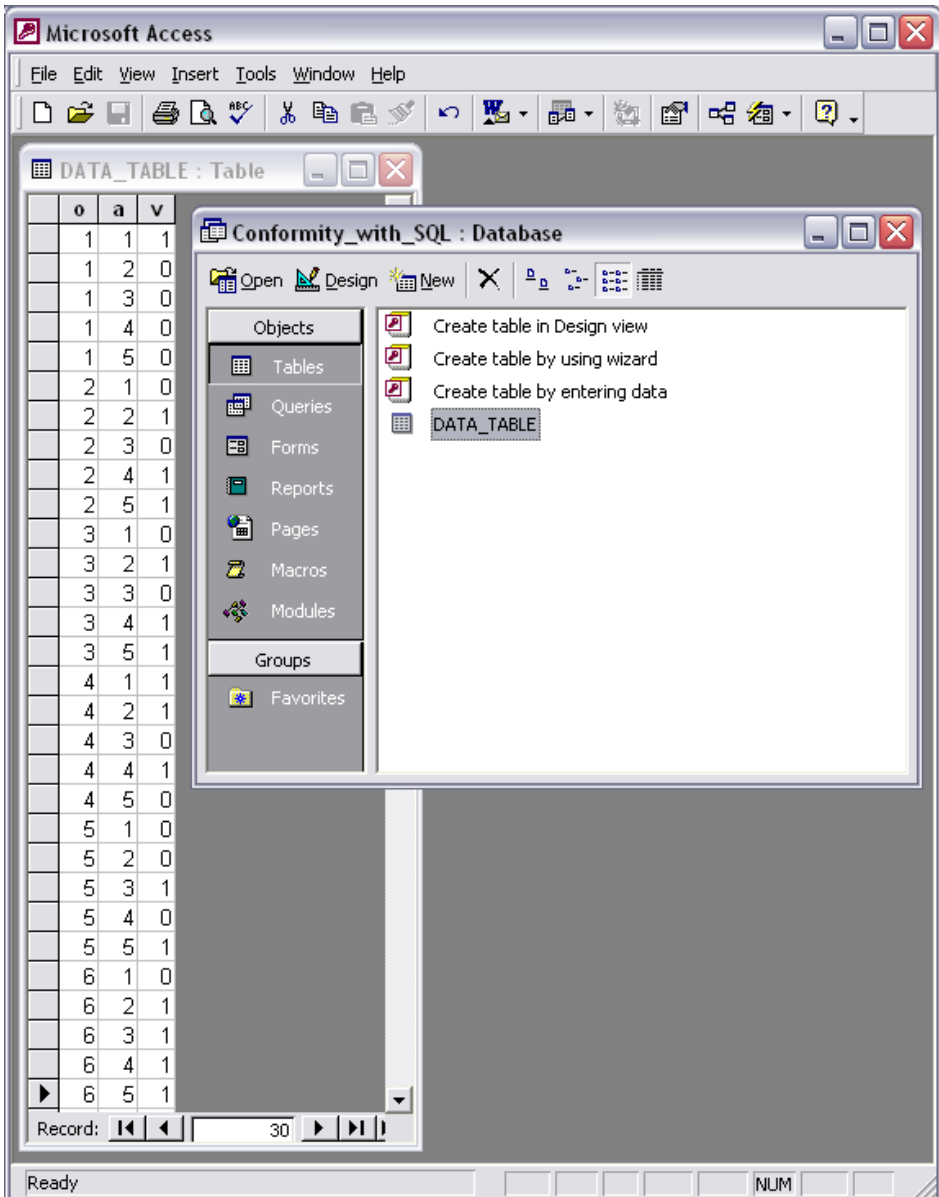 Microsoft Access
File Edit View Insert Tools Window Help
DATA_TABLE : Table
o a v
1 1 1
1 2 0
1 3 0
1 4 0
1 5 0
2 1 0
2 2 1
2 3 0
2 4 1
2 5 1
3 1 0
3 2 1
3 3 0
3 4 1
3 5 1
4 1 1
4 2 1
4 3 0
4 4 1
4 5 0
5 1 0
5 2 0
5 3 1
5 4 0
5 5 1
6 1 0
6 2 1
6 3 1
6 4 1
6 5 1
Record: 30
Conformity_with_SQL : Database
Open Design New
Objects
Tables
Queries
Forms
Reports
Pages
Macros
Modules
Groups
Favorites
Create table in Design view
Create table by using wizard
Create table by entering data
DATA_TABLE
Ready NUM